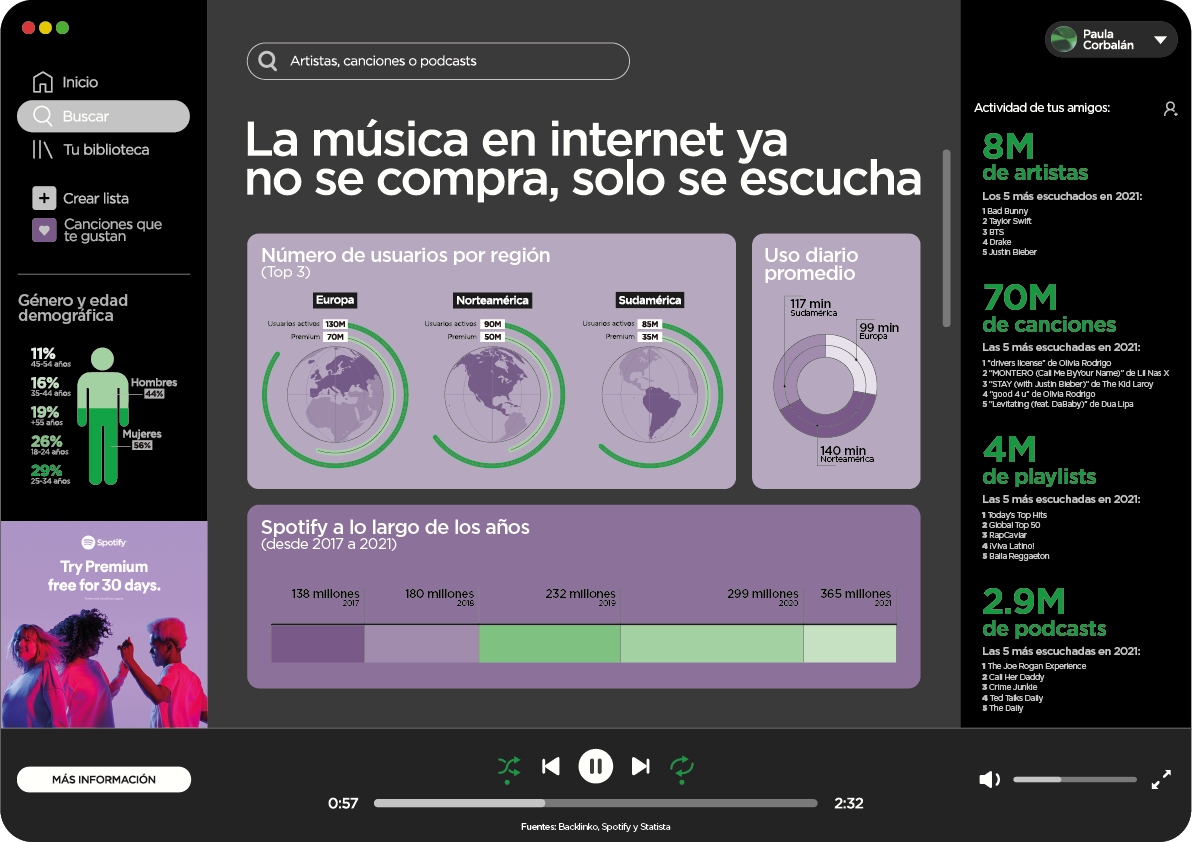 Inicio
Buscar
Tu biblioteca
Crear lista
Canciones que
te gustan
Género y edad
demográfica
11%
45-54 años
16%
35-44 años
19%
+55 años
26%
18-24 años
29%
25-34 años
Hombres
44%
Mujeres
56%
Spotify
Try Premium
free for 30 days.
MÁS INFORMACIÓN
Artistas, canciones o podcasts
La música en internet ya
no se compra, solo se escucha
Número de usuarios por región
(Top 3)
Europa
Usuarios activos 130M
Premium 70M
Norteamérica
Usuarios activos 90M
Premium 50M
Sudamérica
Usuarios activos 85M
Premium 35M
Uso diario
promedio
117 min
Sudamérica
99 min
Europa
140 min
Norteamérica
Spotify a lo largo de los años
(desde 2017 a 2021)
138 millones
2017
180 millones
2018
232 millones
2019
299 millones
2020
365 millones
2021
Paula
Corbalán
Actividad de tus amigos:
8M
de artistas
Los 5 más escuchados en 2021:
1 Bad Bunny
2 Taylor Swift
3 BTS
4 Drake
5 Justin Bieber
70M
de canciones
Las 5 más escuchadas en 2021:
1 "drivers license" de Olivia Rodrigo
2 "MONTERO (Call Me ByYour Name)" de Lil Nas X
3 "STAY (with Justin Bieber)" de The Kid Laroy
4 "good 4 u" de Olivia Rodrigo
5 "Levitating (feat. DaBaby)" de Dua Lipa
4M
de playlists
Las 5 más escuchadas en 2021:
1 Today's Top Hits
2 Global Top 50
3 RapCaviar
4 ¡Viva Latino!
5 Baila Reggaeton
2.9M
de podcasts
Las 5 más escuchadas en 2021:
1 The Joe Rogan Experience
2 Call Her Daddy
3 Crime Junkie
4 Ted Talks Daily
5 The Daily
0:57
2:32
Fuentes: Backlinko, Spotify y Statista